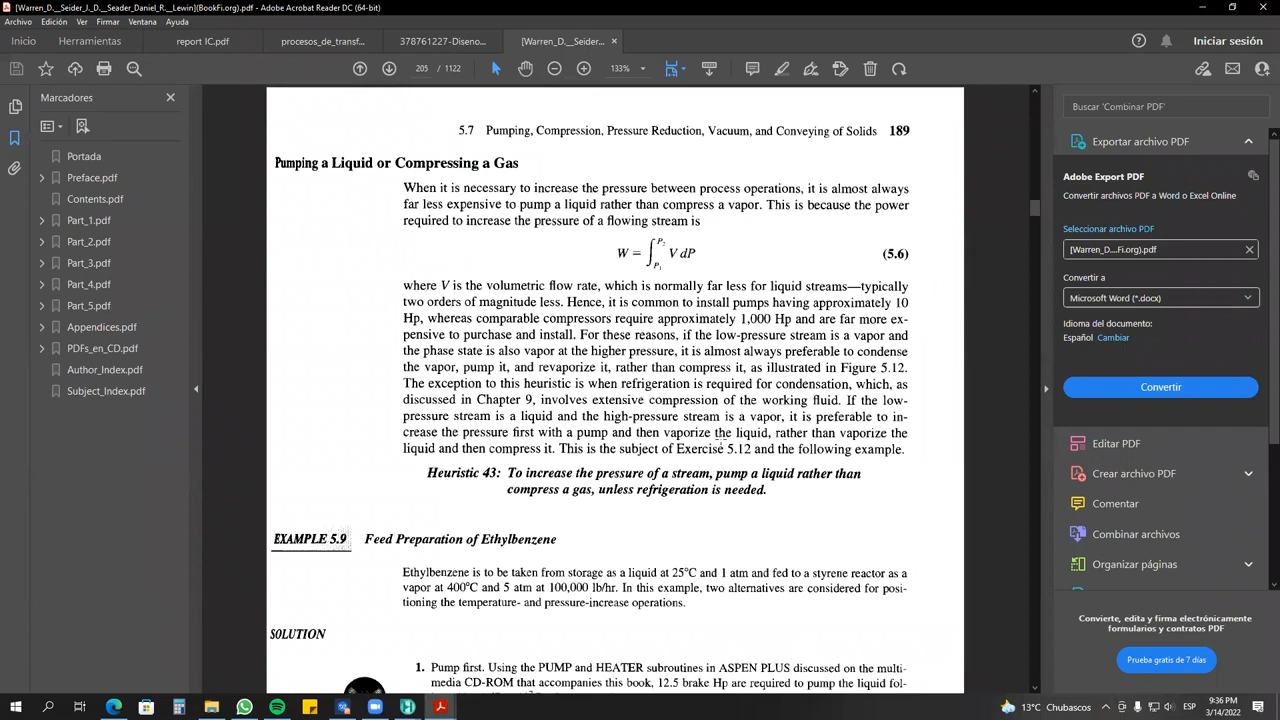 [Warren_D._Seider_J._D._Seader_Daniel_R._Lewin](BookFi.org).pdf - Adobe Acrobat Reader DC (64-bit)
Archivo Edición Ver Firmar Ventana Ayuda
Inicio Herramientas report IC.pdf procesos_de_transf... 378761227-Diseno... [Warren_D.__Seider... × Iniciar sesión
205 / 1122 133%
Marcadores
Portada
Preface.pdf
Contents.pdf
Part_1.pdf
Part_2.pdf
Part_3.pdf
Part_4.pdf
Part_5.pdf
Appendices.pdf
PDFs_en_CD.pdf
Author_Index.pdf
Subject_Index.pdf
5.7 Pumping, Compression, Pressure Reduction, Vacuum, and Conveying of Solids 189
Pumping a Liquid or Compressing a Gas
When it is necessary to increase the pressure between process operations, it is almost always
far less expensive to pump a liquid rather than compress a vapor. This is because the power
required to increase the pressure of a flowing stream is
W = ∫_{P₁}^{P₂} V dP (5.6)
where V is the volumetric flow rate, which is normally far less for liquid streams—typically
two orders of magnitude less. Hence, it is common to install pumps having approximately 10
Hp, whereas comparable compressors require approximately 1,000 Hp and are far more ex-
pensive to purchase and install. For these reasons, if the low-pressure stream is a vapor and
the phase state is also vapor at the higher pressure, it is almost always preferable to condense
the vapor, pump it, and revaporize it, rather than compress it, as illustrated in Figure 5.12.
The exception to this heuristic is when refrigeration is required for condensation, which, as
discussed in Chapter 9, involves extensive compression of the working fluid. If the low-
pressure stream is a liquid and the high-pressure stream is a vapor, it is preferable to in-
crease the pressure first with a pump and then vaporize the liquid, rather than vaporize the
liquid and then compress it. This is the subject of Exercise 5.12 and the following example.
Heuristic 43: To increase the pressure of a stream, pump a liquid rather than
compress a gas, unless refrigeration is needed.
EXAMPLE 5.9 Feed Preparation of Ethylbenzene
Ethylbenzene is to be taken from storage as a liquid at 25°C and 1 atm and fed to a styrene reactor as a
vapor at 400°C and 5 atm at 100,000 lb/hr. In this example, two alternatives are considered for posi-
tioning the temperature- and pressure-increase operations.
SOLUTION
1. Pump first. Using the PUMP and HEATER subroutines in ASPEN PLUS discussed on the multi-
media CD-ROM that accompanies this book, 12.5 brake Hp are required to pump the liquid fol-
Buscar 'Combinar PDF'
Exportar archivo PDF
Adobe Export PDF
Convertir archivos PDF a Word o Excel Online
Seleccionar archivo PDF
[Warren_D....Fi.org).pdf ×
Convertir a
Microsoft Word (*.docx)
Idioma del documento:
Español Cambiar
Convertir
Editar PDF
Crear archivo PDF
Comentar
Combinar archivos
Organizar páginas
Convierte, edita y firma electrónicamente
formularios y contratos PDF
Prueba gratis de 7 días
13°C Chubascos ESP 9:36 PM
3/14/2022